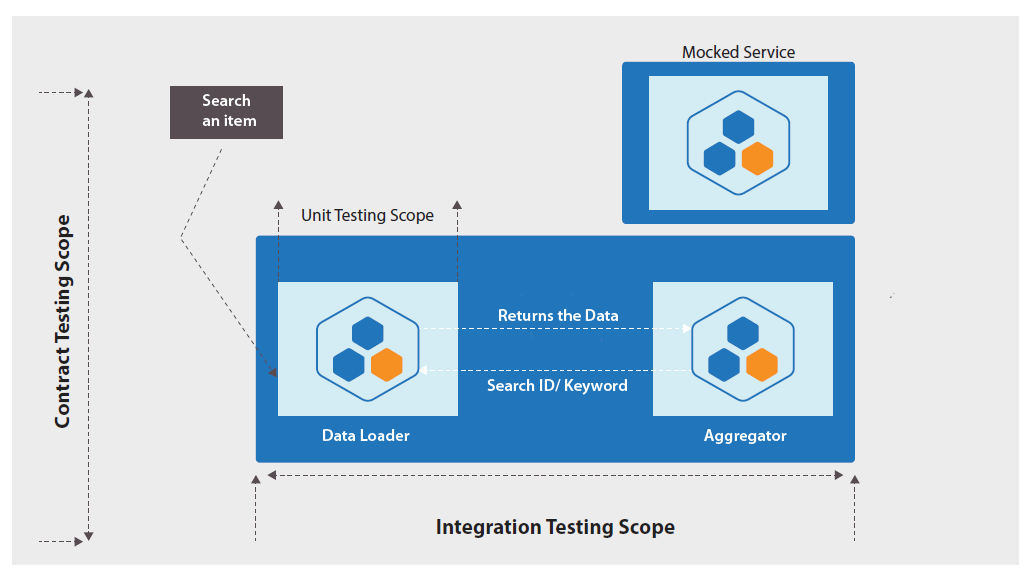 Mocked Service
Search
an item
Unit Testing Scope
Contract Testing Scope
Returns the Data
Search ID/ Keyword
Data Loader
Aggregator
Integration Testing Scope